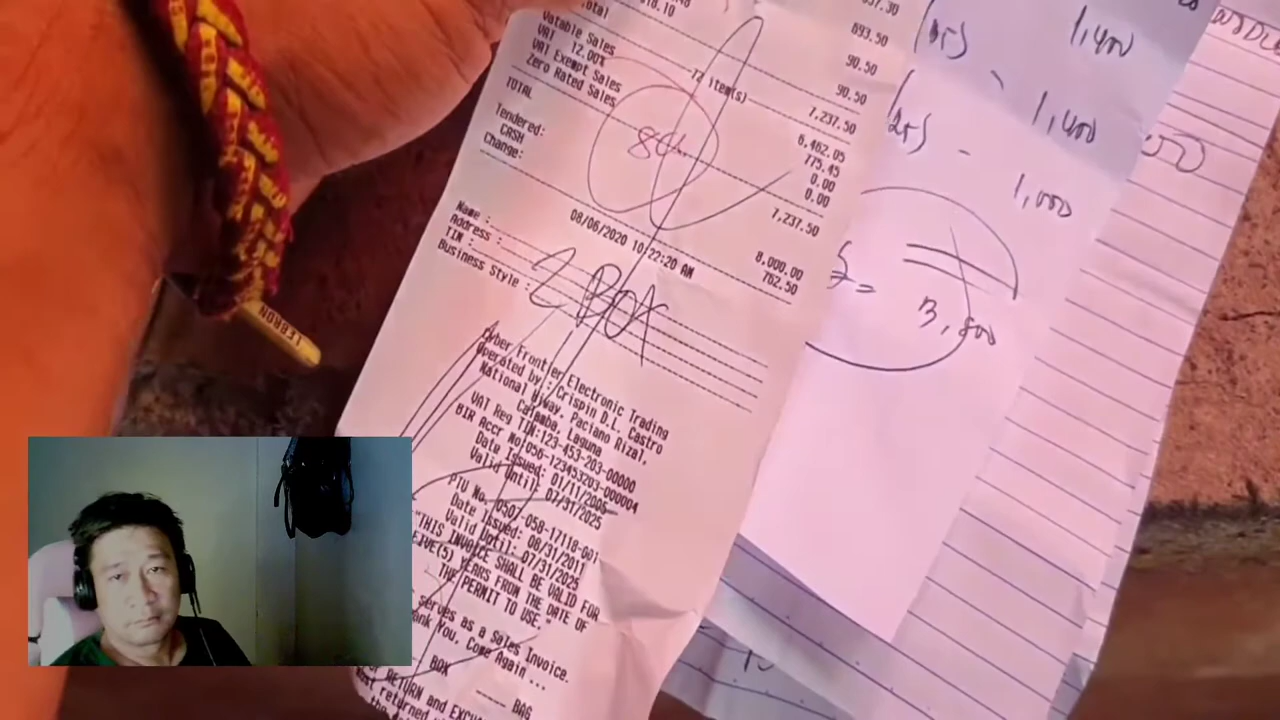 893.50
90.50
90.50
72 item(s)
7,237.50
Vatable Sales 6,462.05
VAT 12.00% 775.45
VAT Exempt Sales 0.00
Zero Rated Sales 0.00
TOTAL 7,237.50
Tendered:
CASH 8,000.00
Change: 762.50
08/06/2020 10:22:20 AM
Name :
Address :
TIN :
Business Style :
2 BOX
Cyber Frontier Electronic Trading
Operated by : Crispin D.L. Castro
National H'way, Paciano Rizal,
Calamba, Laguna
VAT Reg TIN:123-453-203-00000
BIR Accr No:056-123453203-000004
Date Issued: 01/11/2005
Valid Until: 07/31/2025
PTU No. 0507-058-17118-001
Date Issued: 08/31/2011
Valid Until: 07/31/2025
"THIS INVOICE SHALL BE VALID FOR
FIVE(5) YEARS FROM THE DATE OF
THE PERMIT TO USE."
serves as a Sales Invoice.
Thank You, Come Again ...
BOX
BAG
RETURN and
returned
1,400
1,400
1,000
3,800
LEBRON